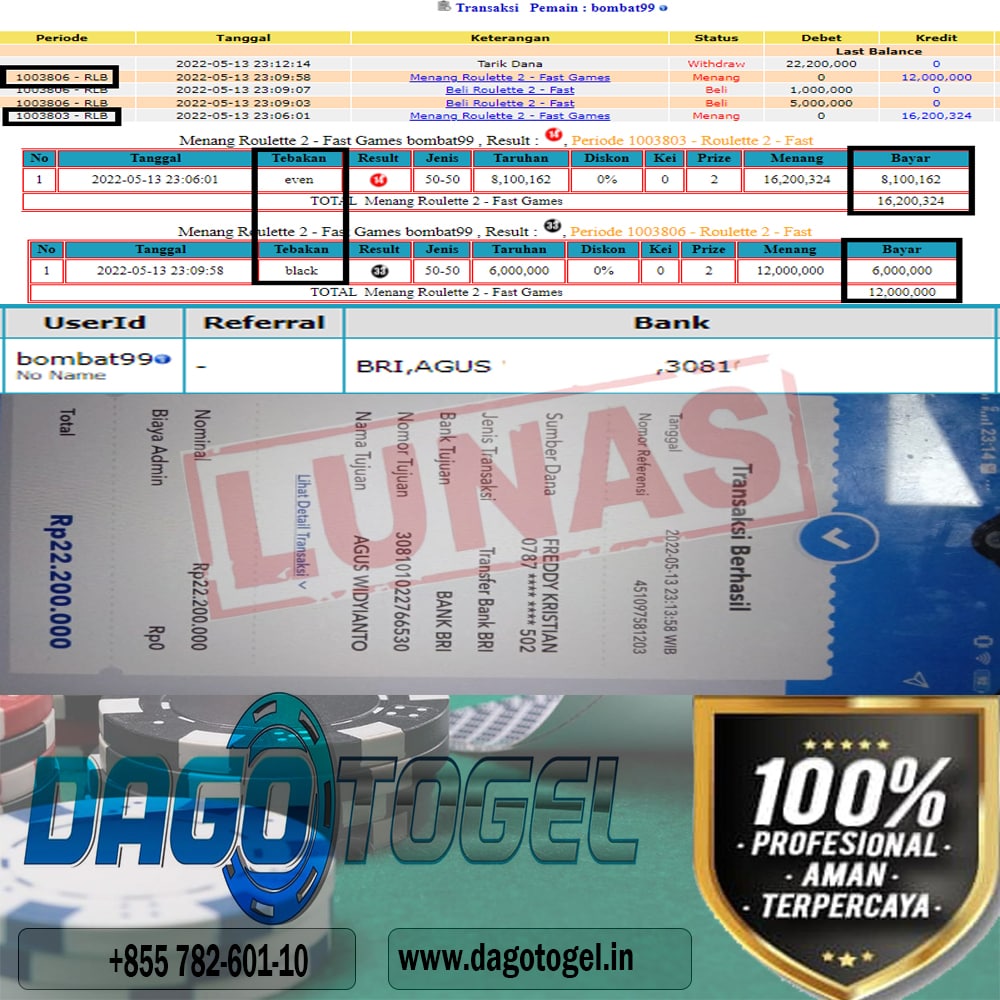 Transaksi Pemain : bombat99
Periode Tanggal Keterangan Status Debet Kredit
Last Balance
2022-05-13 23:12:14 Tarik Dana Withdraw 22,200,000 0
1003806 - RLB 2022-05-13 23:09:58 Menang Roulette 2 - Fast Games Menang 0 12,000,000
1003806 - RLB 2022-05-13 23:09:07 Beli Roulette 2 - Fast Beli 1,000,000 0
1003806 - RLB 2022-05-13 23:09:03 Beli Roulette 2 - Fast Beli 5,000,000 0
1003803 - RLB 2022-05-13 23:06:01 Menang Roulette 2 - Fast Games Menang 0 16,200,324
Menang Roulette 2 - Fast Games bombat99 , Result : 14, Periode 1003803 - Roulette 2 - Fast
No Tanggal Tebakan Result Jenis Taruhan Diskon Kei Prize Menang Bayar
1 2022-05-13 23:06:01 even 14 50-50 8,100,162 0% 0 2 16,200,324 8,100,162
TOTAL Menang Roulette 2 - Fast Games 16,200,324
Menang Roulette 2 - Fast Games bombat99 , Result : 33, Periode 1003806 - Roulette 2 - Fast
No Tanggal Tebakan Result Jenis Taruhan Diskon Kei Prize Menang Bayar
1 2022-05-13 23:09:58 black 33 50-50 6,000,000 0% 0 2 12,000,000 6,000,000
TOTAL Menang Roulette 2 - Fast Games 12,000,000
UserId Referral Bank
bombat99 - BRI,AGUS ,3081
No Name
23:14
Transaksi Berhasil
Tanggal 2022-05-13 23:13:58 WIB
Nomor Referensi 451097581203
Sumber Dana FREDDY KRISTIAN
0787 **** **** 502
Jenis Transaksi Transfer Bank BRI
Bank Tujuan BANK BRI
Nomor Tujuan 308101022766530
Nama Tujuan AGUS WIDYIANTO
Lihat Detail Transaksi
Nominal Rp22.200.000
Biaya Admin Rp0
Total Rp22.200.000
LUNAS
DAGOTOGEL
100%
· PROFESIONAL ·
· AMAN ·
· TERPERCAYA ·
+855 782-601-10
www.dagotogel.in